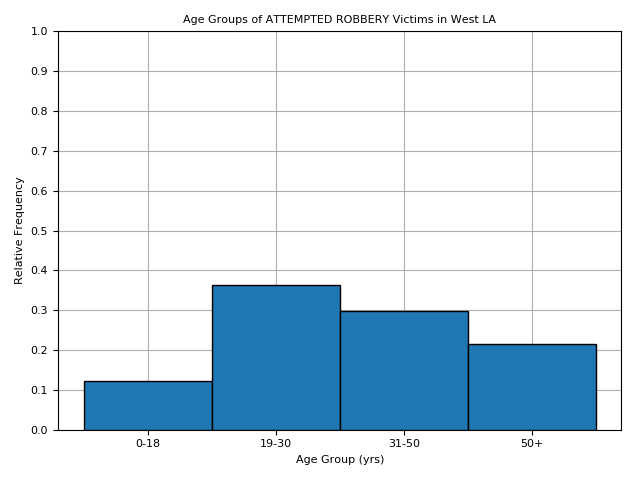 Age Groups of ATTEMPTED ROBBERY Victims in West LA
1.0
0.9
0.8
0.7
0.6
0.5
0.4
0.3
0.2
0.1
0.0
Relative Frequency
0-18 19-30 31-50 50+
Age Group (yrs)